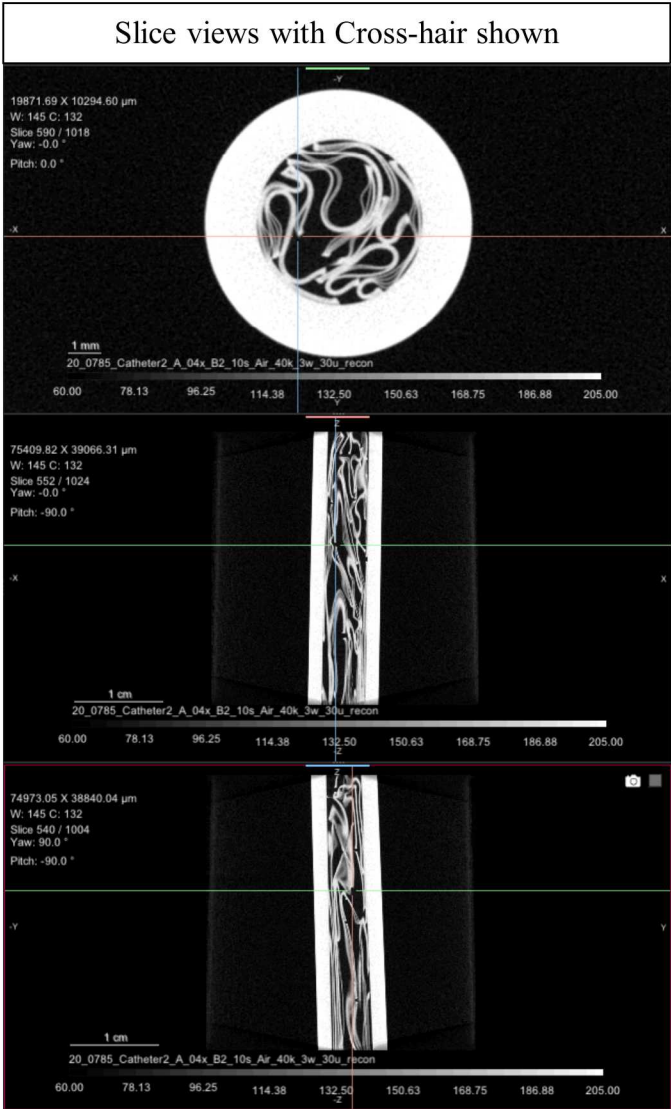 Slice views with Cross-hair shown
-Y
19871.69 X 10294.60 µm
W: 145 C: 132
Slice 590 / 1018
Yaw: -0.0 °
Pitch: 0.0 °
-X
X
1 mm
20_0785_Catheter2_A_04x_B2_10s_Air_40k_3w_30u_recon
60.00 78.13 96.25 114.38 132.50 150.63 168.75 186.88 205.00
Y
Z
75409.82 X 39066.31 µm
W: 145 C: 132
Slice 552 / 1024
Yaw: -0.0 °
Pitch: -90.0 °
-X
X
1 cm
20_0785_Catheter2_A_04x_B2_10s_Air_40k_3w_30u_recon
60.00 78.13 96.25 114.38 132.50 150.63 168.75 186.88 205.00
-Z
Z
74973.05 X 38840.04 µm
W: 145 C: 132
Slice 540 / 1004
Yaw: 90.0 °
Pitch: -90.0 °
-Y
Y
1 cm
20_0785_Catheter2_A_04x_B2_10s_Air_40k_3w_30u_recon
60.00 78.13 96.25 114.38 132.50 150.63 168.75 186.88 205.00
-Z